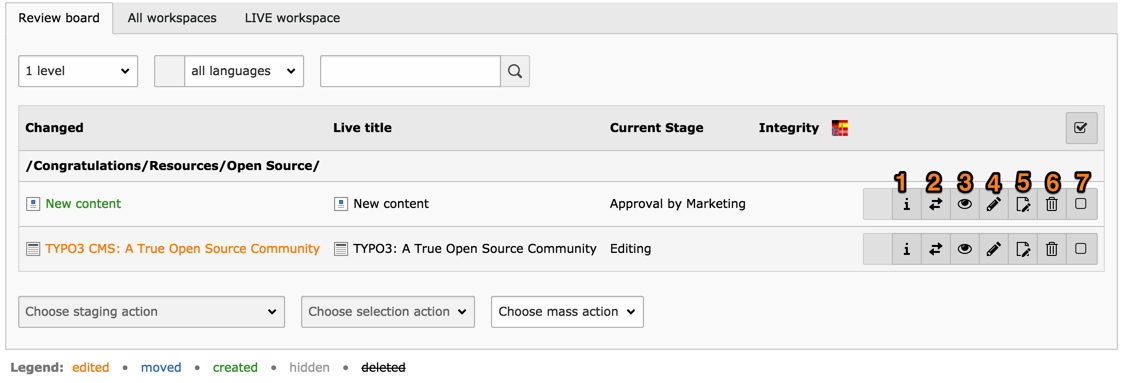 Review board All workspaces LIVE workspace
1 level all languages
Changed Live title Current Stage Integrity
/Congratulations/Resources/Open Source/
1 2 3 4 5 6 7
New content New content Approval by Marketing
TYPO3 CMS: A True Open Source Community TYPO3: A True Open Source Community Editing
Choose staging action Choose selection action Choose mass action
Legend: edited • moved • created • hidden • deleted